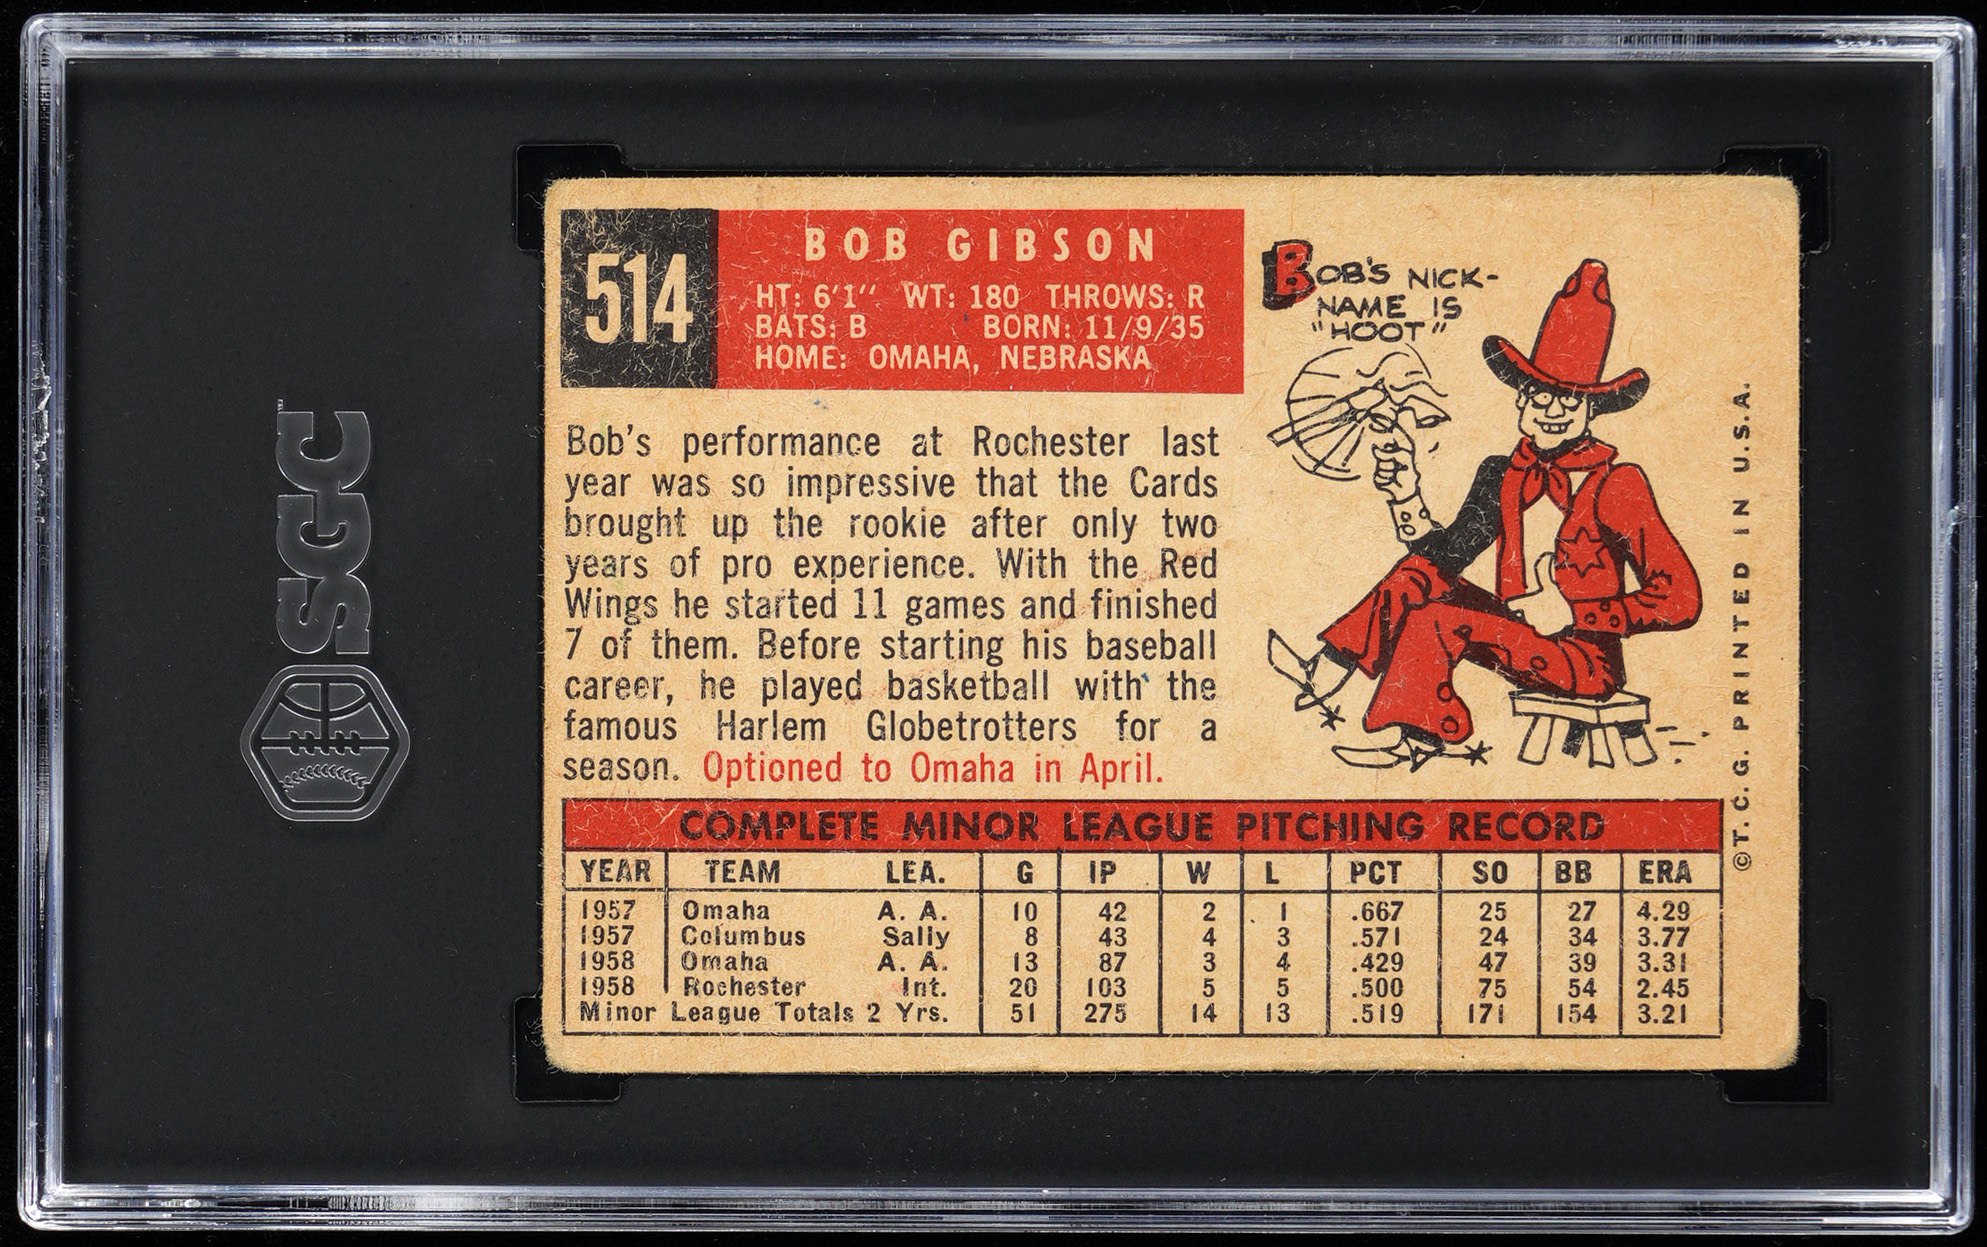 514
BOB GIBSON
HT: 6'1" WT: 180 THROWS: R
BATS: B BORN: 11/9/35
HOME: OMAHA, NEBRASKA
BOB'S NICK-
NAME IS
"HOOT"
Bob's performance at Rochester last
year was so impressive that the Cards
brought up the rookie after only two
years of pro experience. With the Red
Wings he started 11 games and finished
7 of them. Before starting his baseball
career, he played basketball with the
famous Harlem Globetrotters for a
season. Optioned to Omaha in April.
COMPLETE MINOR LEAGUE PITCHING RECORD
YEAR TEAM LEA. G IP W L PCT SO BB ERA
1957 Omaha A. A. 10 42 2 1 .667 25 27 4.29
1957 Columbus Sally 8 43 4 3 .571 24 34 3.77
1958 Omaha A. A. 13 87 3 4 .429 47 39 3.31
1958 Rochester Int. 20 103 5 5 .500 75 54 2.45
Minor League Totals 2 Yrs. 51 275 14 13 .519 171 154 3.21
©T. C. G. PRINTED IN U.S.A.
SGC